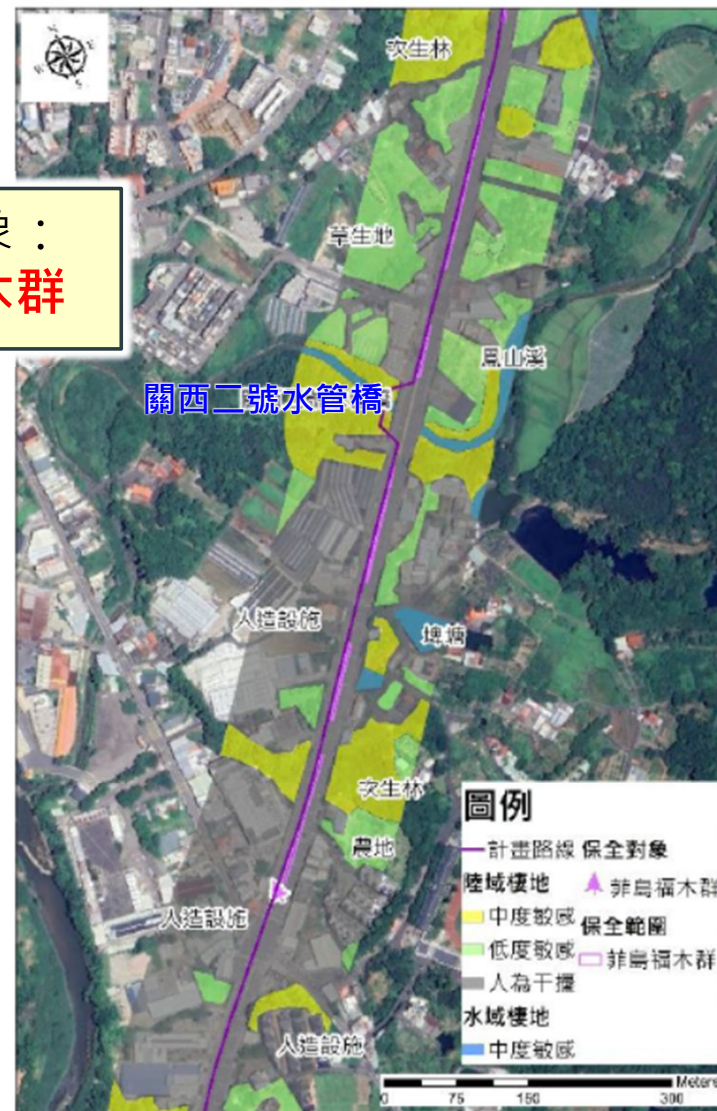 次生林
象：
木群
草生地
鳳山溪
關西二號水管橋
人造設施
埤塘
次生林
農地
人造設施
人造設施
圖例
計畫路線
保全對象
陸域棲地
菲島福木群
中度敏感
保全範圍
低度敏感
菲島福木群
人為干擾
水域棲地
中度敏感
Meters
0 75 150 300